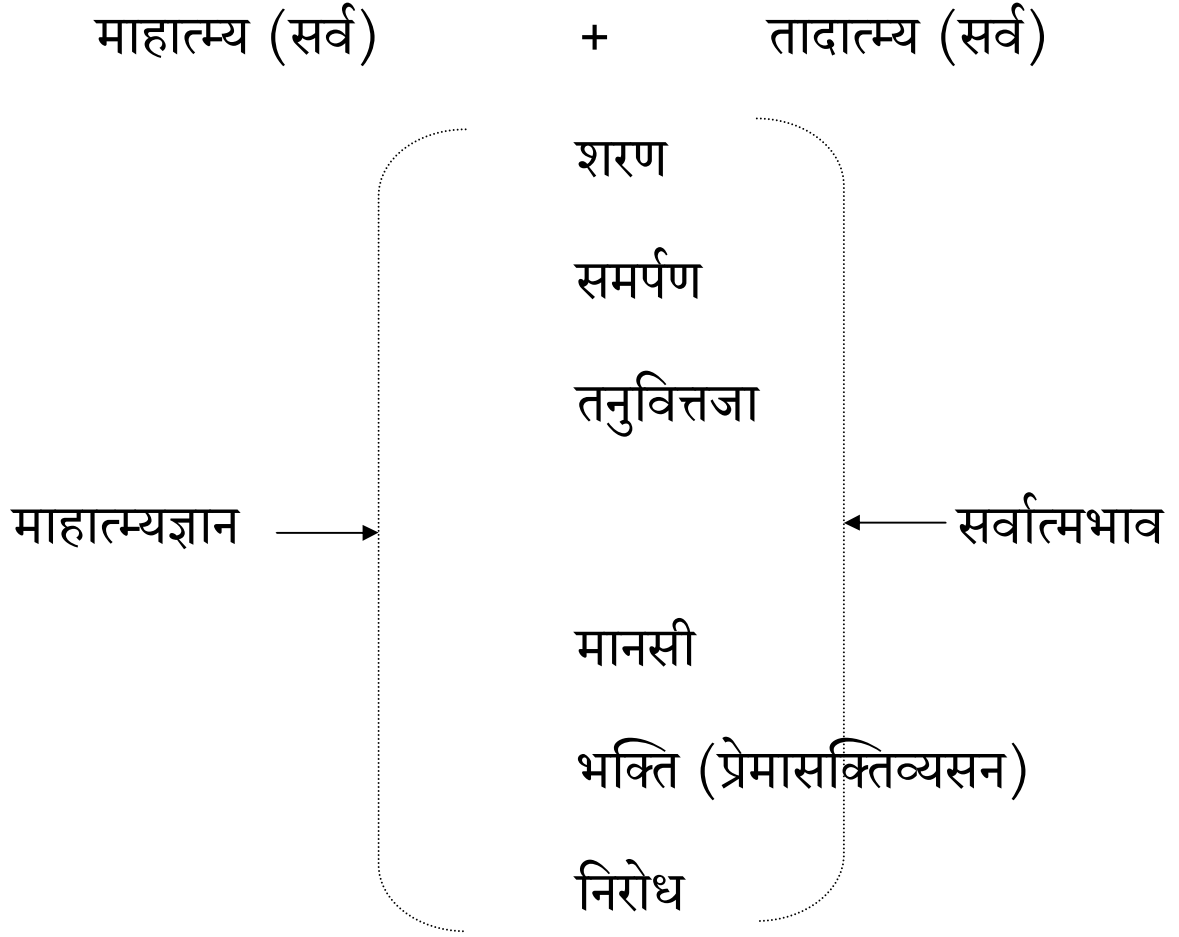 माहात्म्य (सर्व) + तादात्म्य (सर्व)
शरण
समर्पण
तनुवित्तजा
माहात्म्यज्ञान सर्वात्मभाव
मानसी
भक्ति (प्रेमासक्तिव्यसन)
निरोध